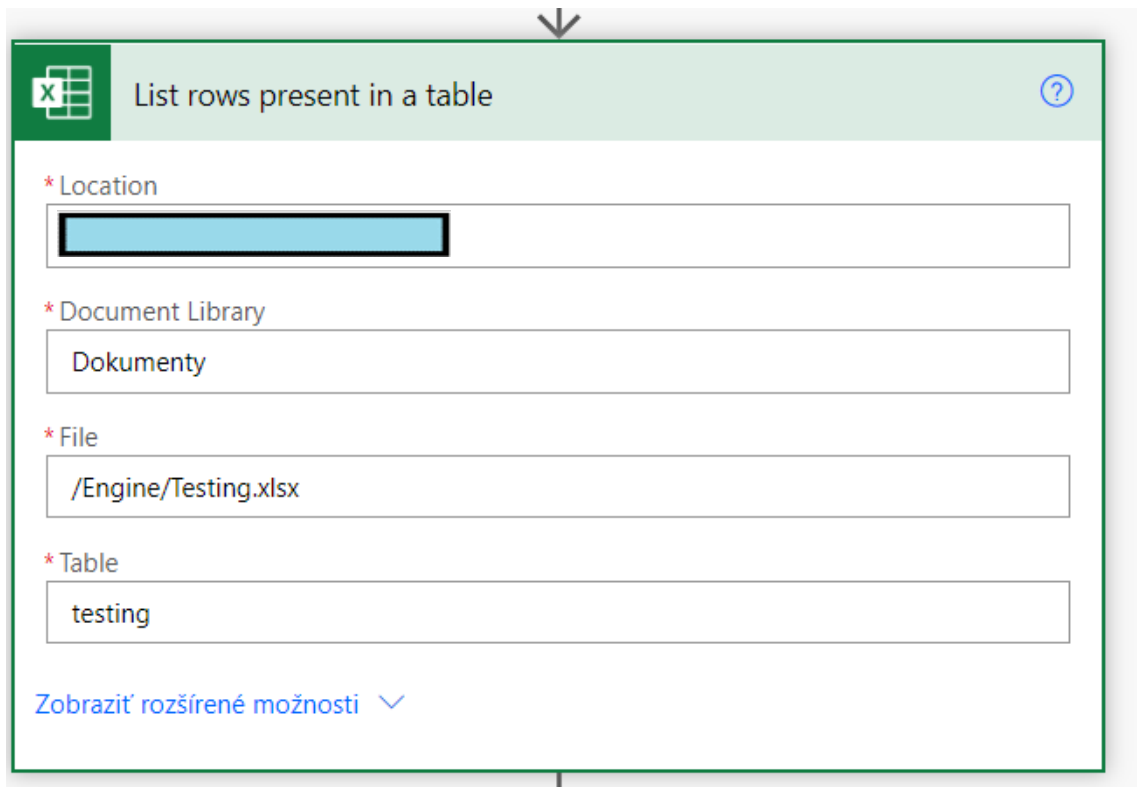 List rows present in a table
* Location
* Document Library
Dokumenty
* File
/Engine/Testing.xlsx
* Table
testing
Zobraziť rozšírené možnosti